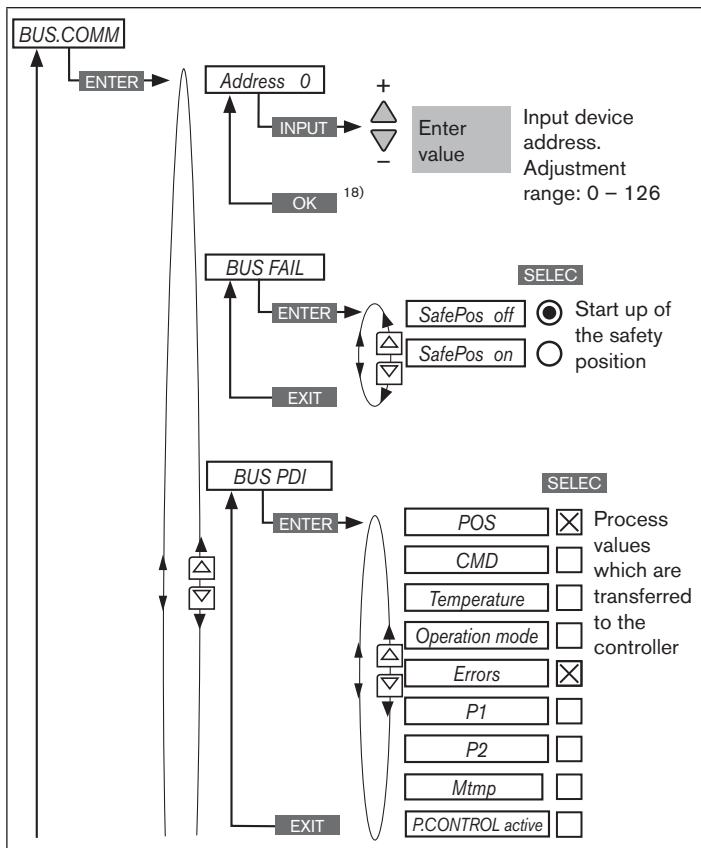 BUS.COMM
ENTER
Address 0
INPUT
+
−
Enter
value
Input device
address.
Adjustment
range: 0 – 126
OK 18)
BUS FAIL
ENTER
SELEC
SafePos off
SafePos on
Start up of
the safety
position
EXIT
BUS PDI
ENTER
SELEC
POS
CMD
Temperature
Operation mode
Errors
P1
P2
Mtmp
P.CONTROL active
Process
values
which are
transferred
to the
controller
EXIT